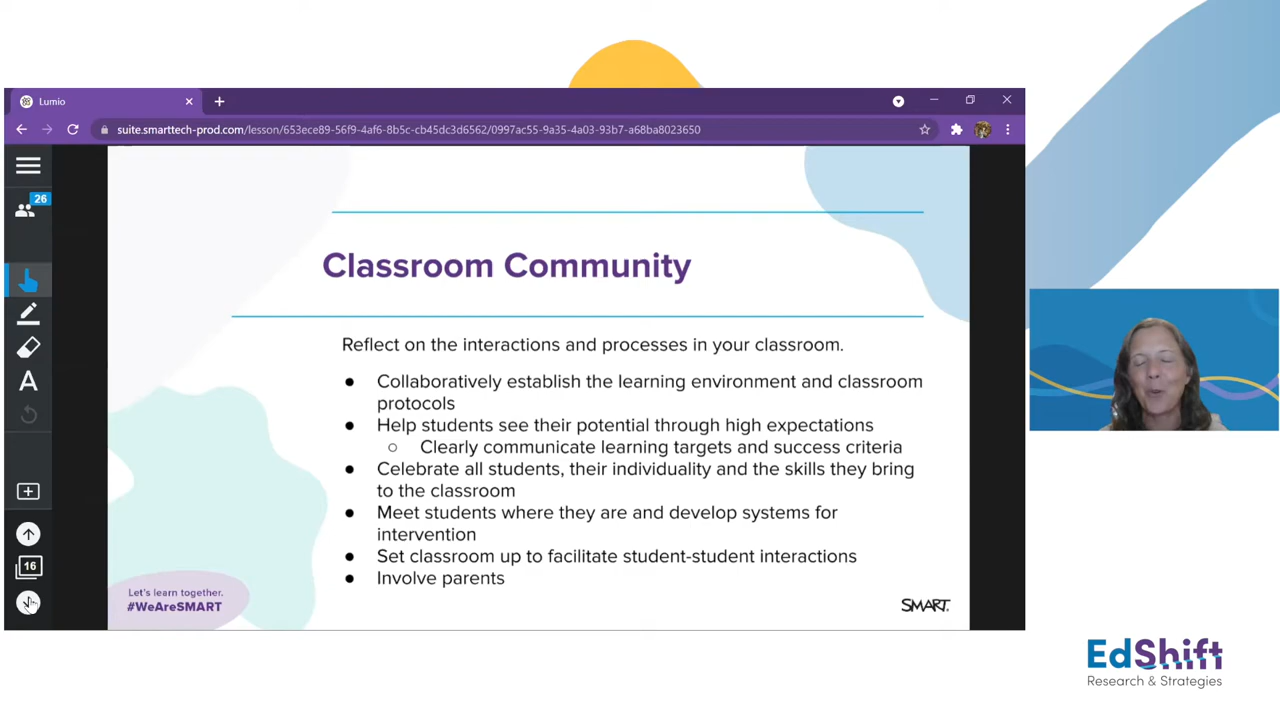 Lumio
suite.smarttech-prod.com/lesson/653ece89-56f9-4af6-8b5c-cb45dc3d6562/0997ac55-9a35-4a03-93b7-a68ba8023650
26
Classroom Community
Reflect on the interactions and processes in your classroom.
● Collaboratively establish the learning environment and classroom
protocols
● Help students see their potential through high expectations
○ Clearly communicate learning targets and success criteria
● Celebrate all students, their individuality and the skills they bring
to the classroom
● Meet students where they are and develop systems for
intervention
● Set classroom up to facilitate student-student interactions
● Involve parents
A
16
Let's learn together.
#WeAreSMART
SMART
EdShift
Research & Strategies